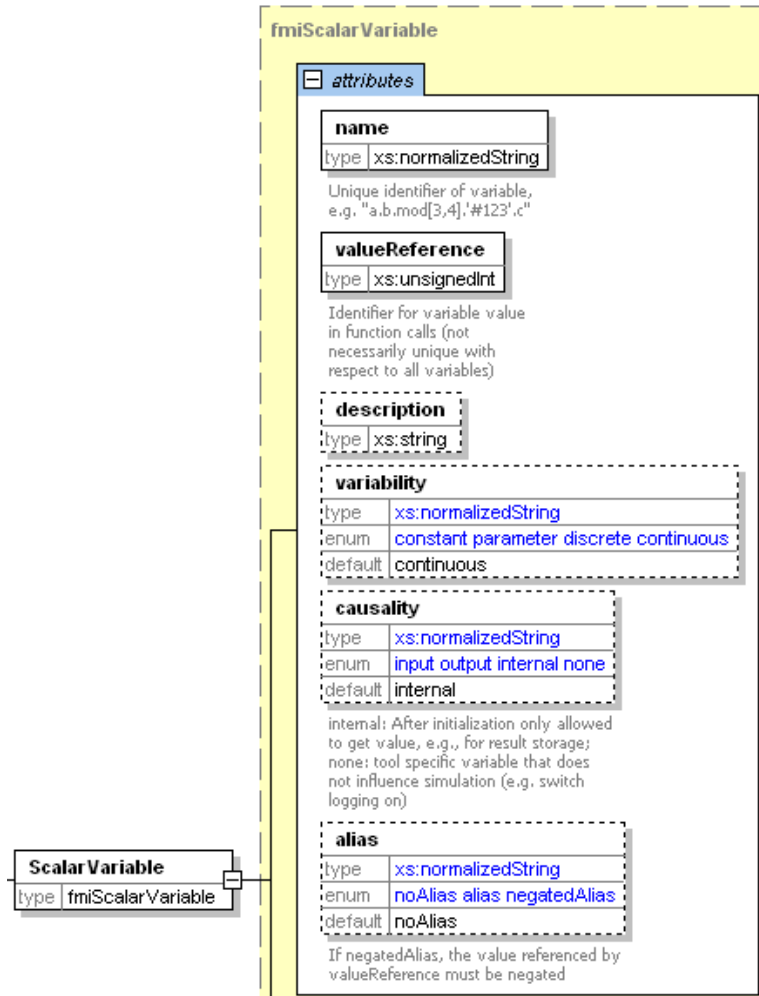 fmiScalarVariable
attributes
name
type xs:normalizedString
Unique identifier of variable,
e.g. "a.b.mod[3,4].'#123'.c"
valueReference
type xs:unsignedInt
Identifier for variable value
in function calls (not
necessarily unique with
respect to all variables)
description
type xs:string
variability
type xs:normalizedString
enum constant parameter discrete continuous
default continuous
causality
type xs:normalizedString
enum input output internal none
default internal
internal: After initialization only allowed
to get value, e.g., for result storage;
none: tool specific variable that does
not influence simulation (e.g. switch
logging on)
alias
type xs:normalizedString
enum noAlias alias negatedAlias
default noAlias
If negatedAlias, the value referenced by
valueReference must be negated
ScalarVariable
type fmiScalarVariable